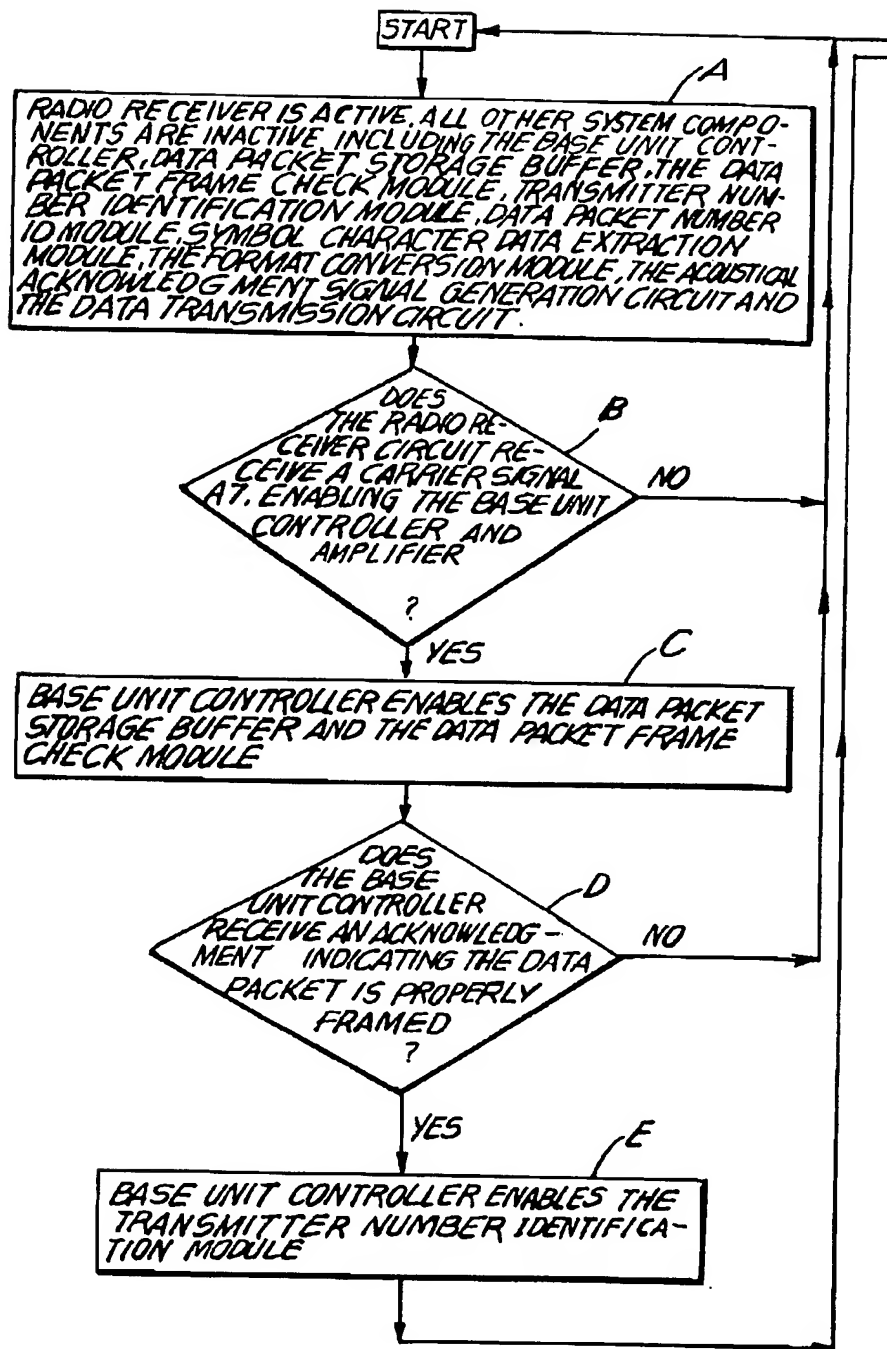 START
A
RADIO RECEIVER IS ACTIVE. ALL OTHER SYSTEM COMPO-
NENTS ARE INACTIVE INCLUDING THE BASE UNIT CONT-
ROLLER, DATA PACKET STORAGE BUFFER, THE DATA
PACKET FRAME CHECK MODULE, TRANSMITTER NUM-
BER IDENTIFICATION MODULE, DATA PACKET NUMBER
ID MODULE, SYMBOL CHARACTER DATA EXTRACTION
MODULE, THE FORMAT CONVERSION MODULE, THE ACOUSTICAL
ACKNOWLEDG MENT SIGNAL GENERATION CIRCUIT AND
THE DATA TRANSMISSION CIRCUIT.
B
DOES
THE RADIO RE-
CEIVER CIRCUIT RE-
CEIVE A CARRIER SIGNAL
A7. ENABLING THE BASE UNIT
CONTROLLER AND
AMPLIFIER
?
NO
YES
C
BASE UNIT CONTROLLER ENABLES THE DATA PACKET
STORAGE BUFFER AND THE DATA PACKET FRAME
CHECK MODULE
D
DOES
THE BASE
UNIT CONTROLLER
RECEIVE AN ACKNOWLEDG-
MENT INDICATING THE DATA
PACKET IS PROPERLY
FRAMED
?
NO
YES
E
BASE UNIT CONTROLLER ENABLES THE
TRANSMITTER NUMBER IDENTIFICA-
TION MODULE